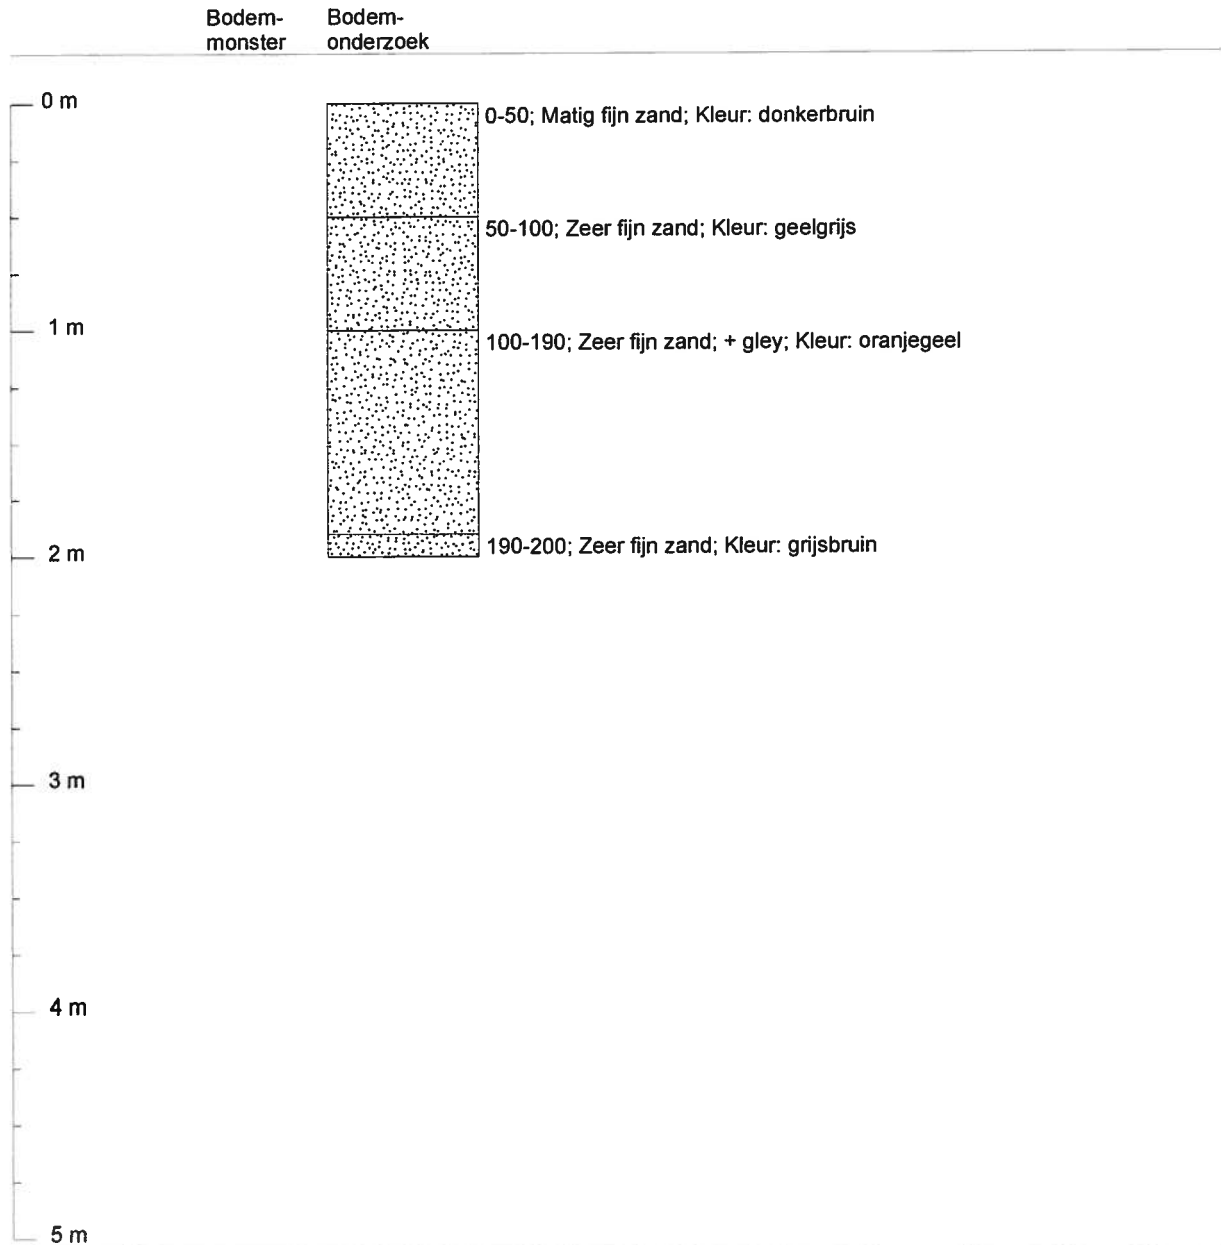 Bodem-
monster
Bodem-
onderzoek
0 m
0-50; Matig fijn zand; Kleur: donkerbruin
50-100; Zeer fijn zand; Kleur: geelgrijs
1 m
100-190; Zeer fijn zand; + gley; Kleur: oranjegeel
190-200; Zeer fijn zand; Kleur: grijsbruin
2 m
3 m
4 m
5 m